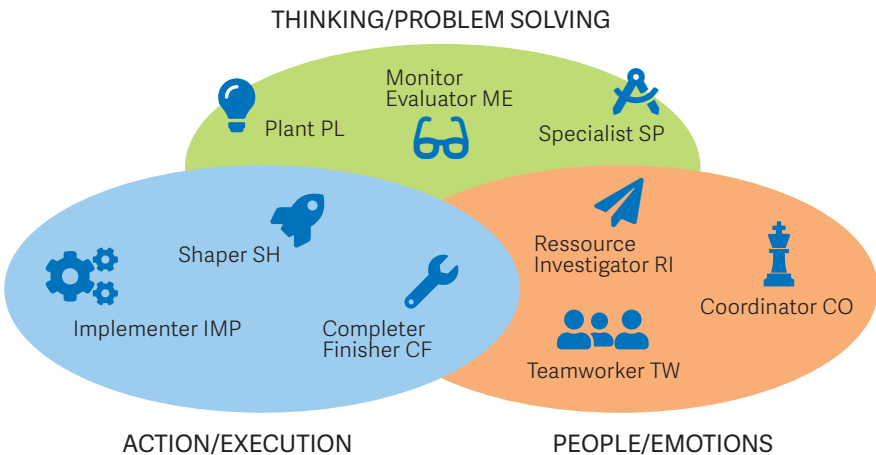 THINKING/PROBLEM SOLVING
Monitor
Evaluator ME
Plant PL
Specialist SP
Shaper SH
Ressource
Investigator RI
Coordinator CO
Implementer IMP
Completer
Finisher CF
Teamworker TW
ACTION/EXECUTION
PEOPLE/EMOTIONS